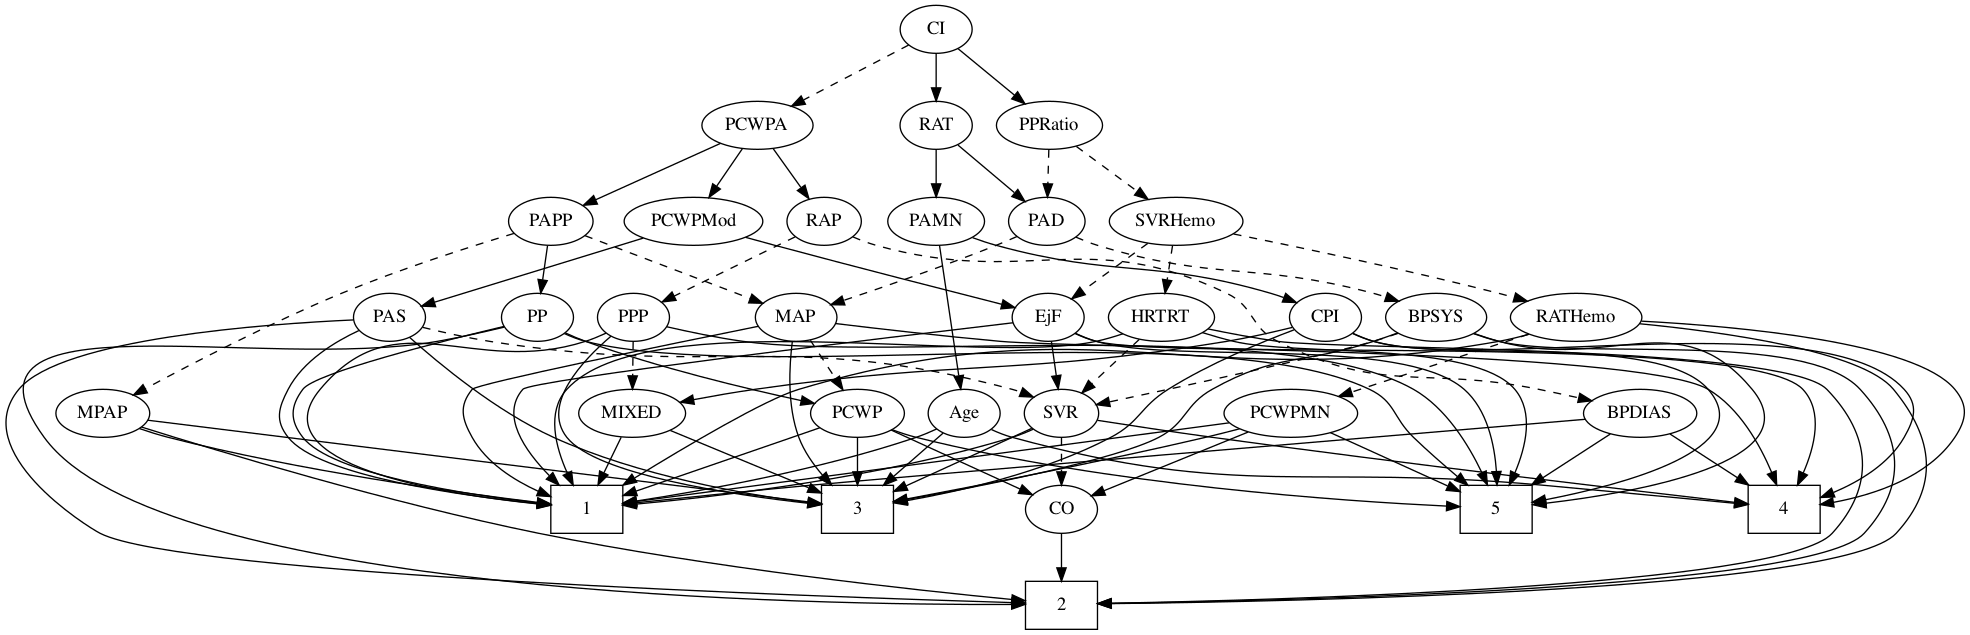 CI
PCWPA RAT PPRatio
PAPP PCWPMod RAP PAMN PAD SVRHemo
PAS PP PPP MAP EjF HRTRT CPI BPSYS RATHemo
MPAP MIXED PCWP Age SVR PCWPMN BPDIAS
1 3 CO 5 4
2